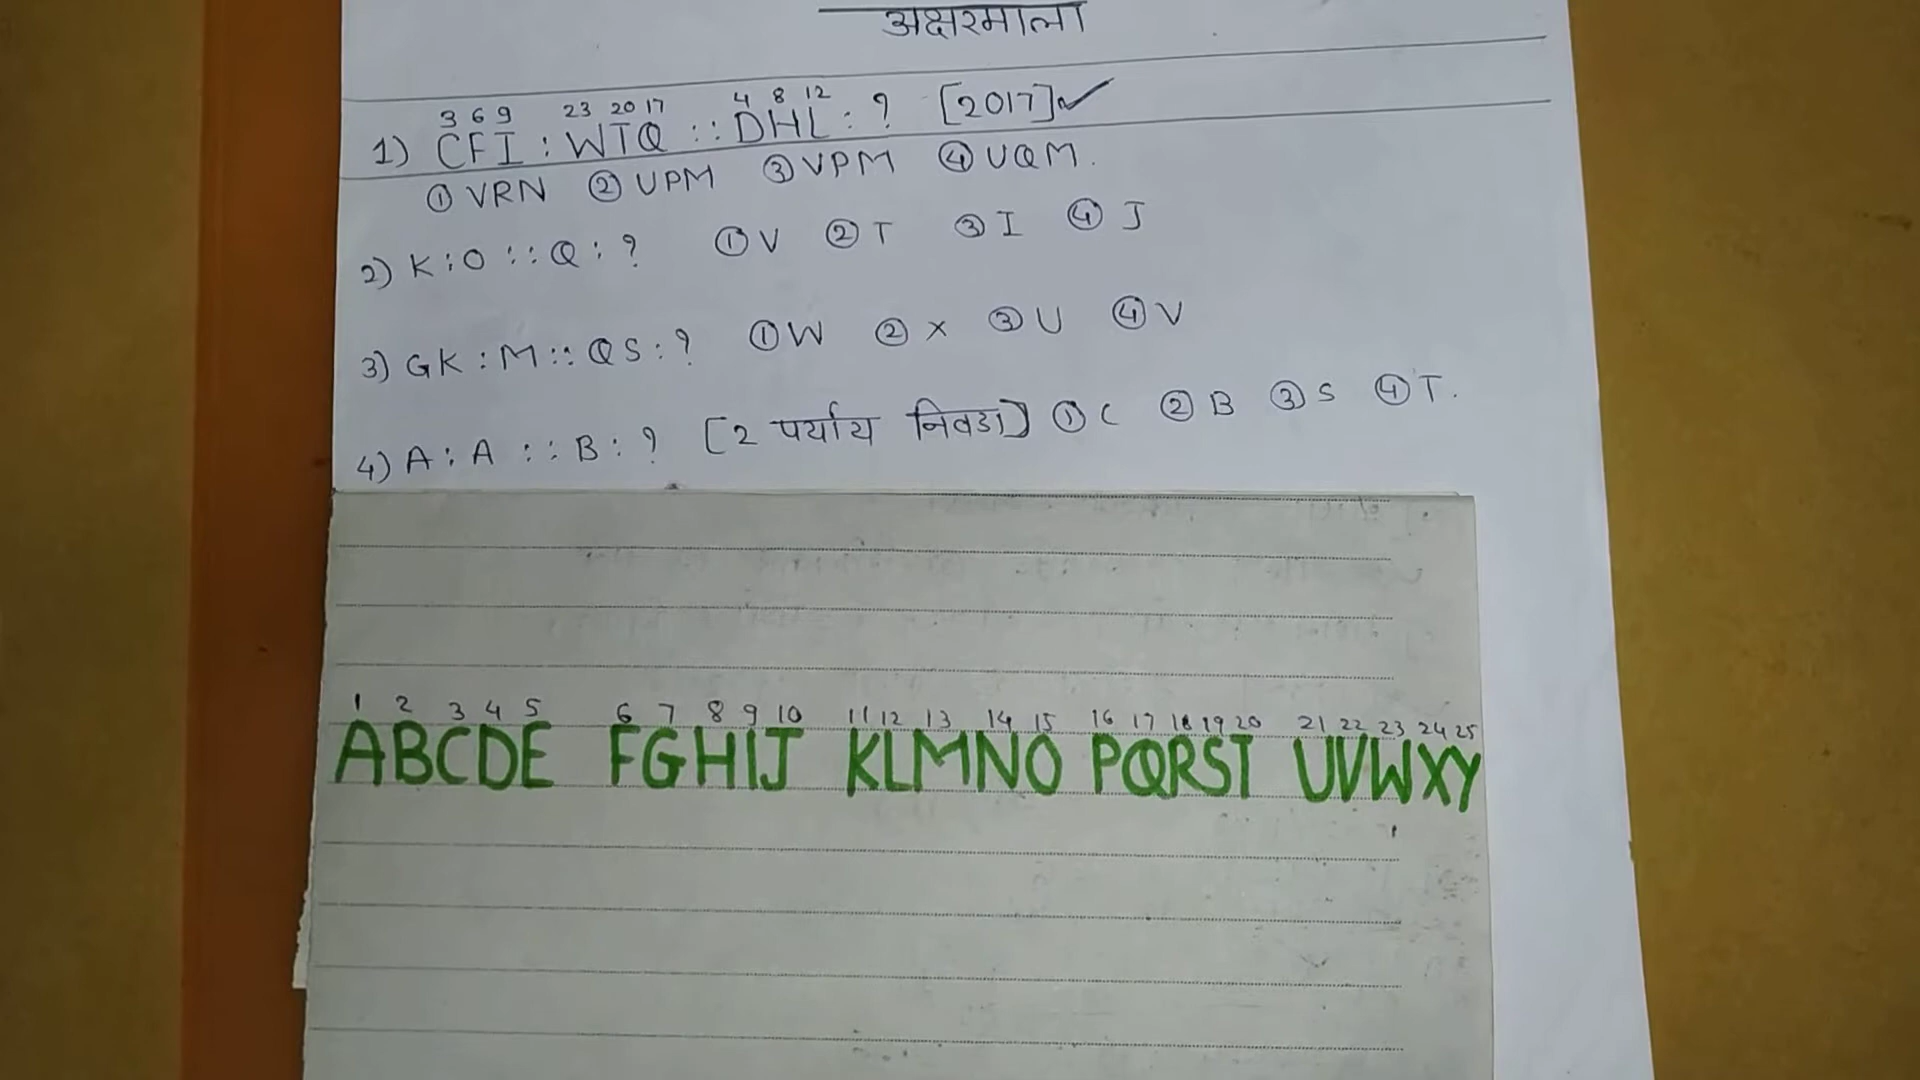 अक्षरमाला
3 6 9 23 20 17 4 8 12
1) CFI : WTQ :: DHL : ? [2017] ✓
① VRN ② UPM ③ VPM ④ UQM.
2) K : O :: Q : ? ① V ② T ③ I ④ J
3) GK : M :: QS : ? ① W ② X ③ U ④ V
4) A : A :: B : ? [2 पर्याय निवडा] ① C ② B ③ S ④ T.
1 2 3 4 5 6 7 8 9 10 11 12 13 14 15 16 17 18 19 20 21 22 23 24 25
ABCDE FGHIJ KLMNO PQRST UVWXY